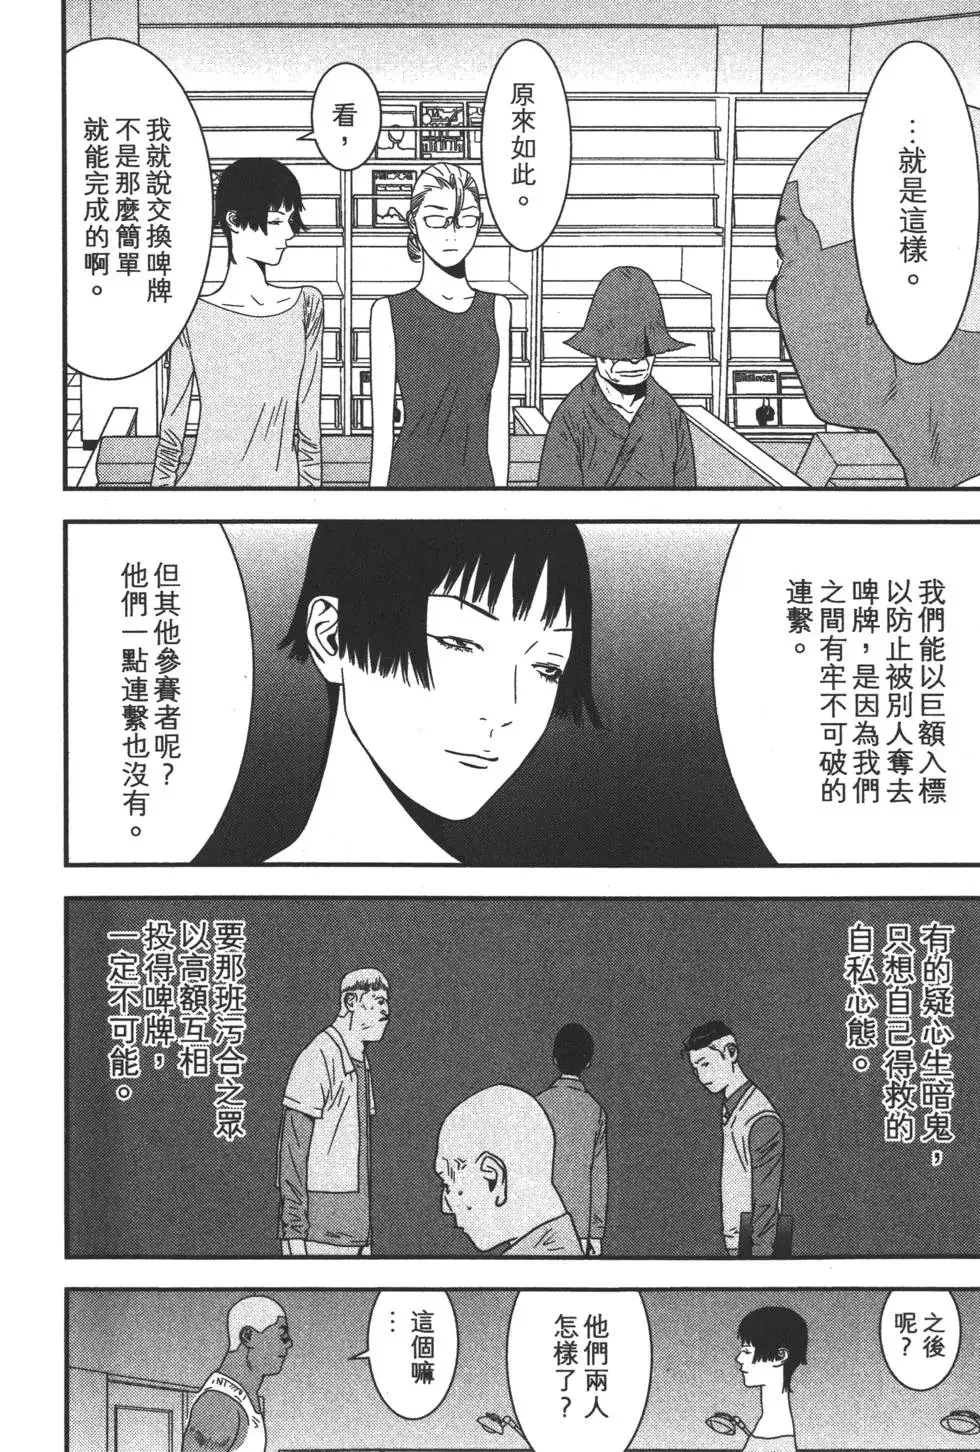 …就是這樣。
原來如此。
看，
我就說交換啤牌
不是那麼簡單
就能完成的啊。
我們能以巨額入標
以防止被別人奪去
啤牌，是因為我們
之間有牢不可破的
連繫。
但其他參賽者呢？
他們一點連繫也沒有。
有的疑心生暗鬼，
只想自己得救的
自私心態。
要那班污合之眾
以高額互相
投得啤牌，
一定不可能。
之後
呢？
他們兩人
怎樣了？
這個嘛
…